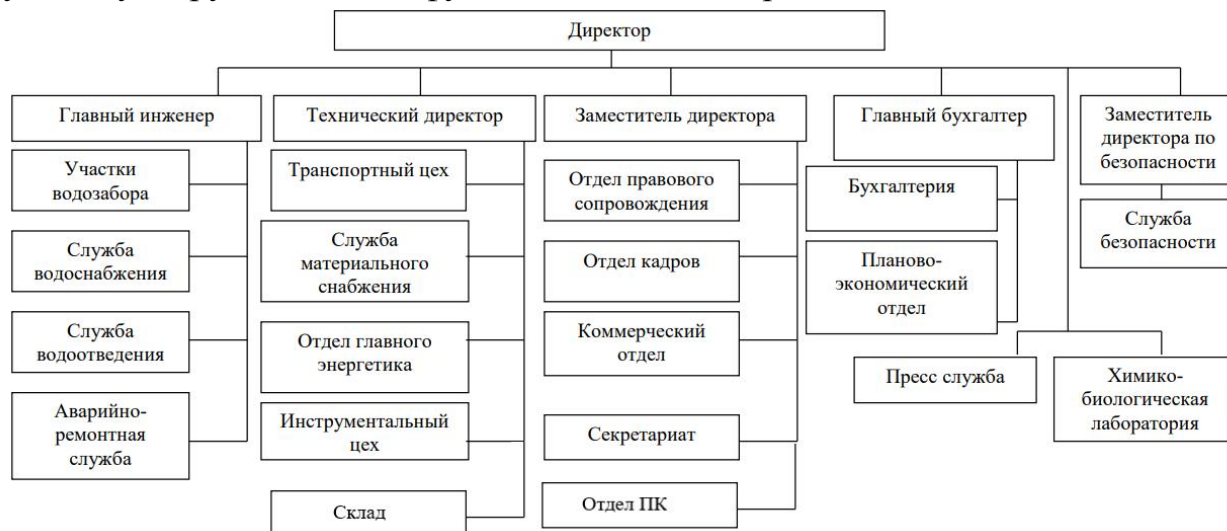 Директор
Главный инженер
Технический директор
Заместитель директора
Главный бухгалтер
Заместитель
директора по
безопасности
Участки
водозабора
Транспортный цех
Отдел правового
сопровождения
Бухгалтерия
Служба
безопасности
Служба
водоснабжения
Служба
материального
снабжения
Отдел кадров
Планово-
экономический
отдел
Служба
водоотведения
Отдел главного
энергетика
Коммерческий
отдел
Пресс служба
Химико-
биологическая
лаборатория
Аварийно-
ремонтная
служба
Инструментальный
цех
Секретариат
Склад
Отдел ПК